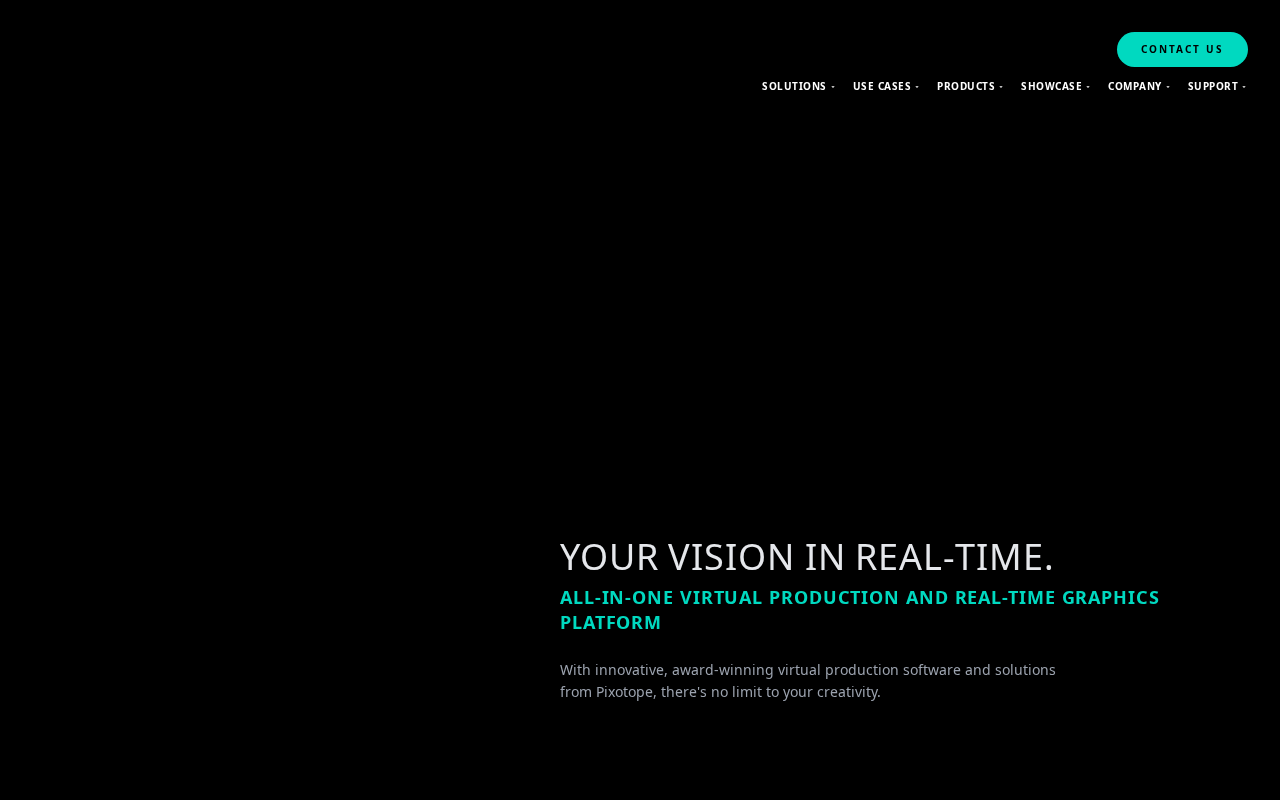 CONTACT US
SOLUTIONS USE CASES PRODUCTS SHOWCASE COMPANY SUPPORT
YOUR VISION IN REAL-TIME.
ALL-IN-ONE VIRTUAL PRODUCTION AND REAL-TIME GRAPHICS
PLATFORM
With innovative, award-winning virtual production software and solutions
from Pixotope, there's no limit to your creativity.